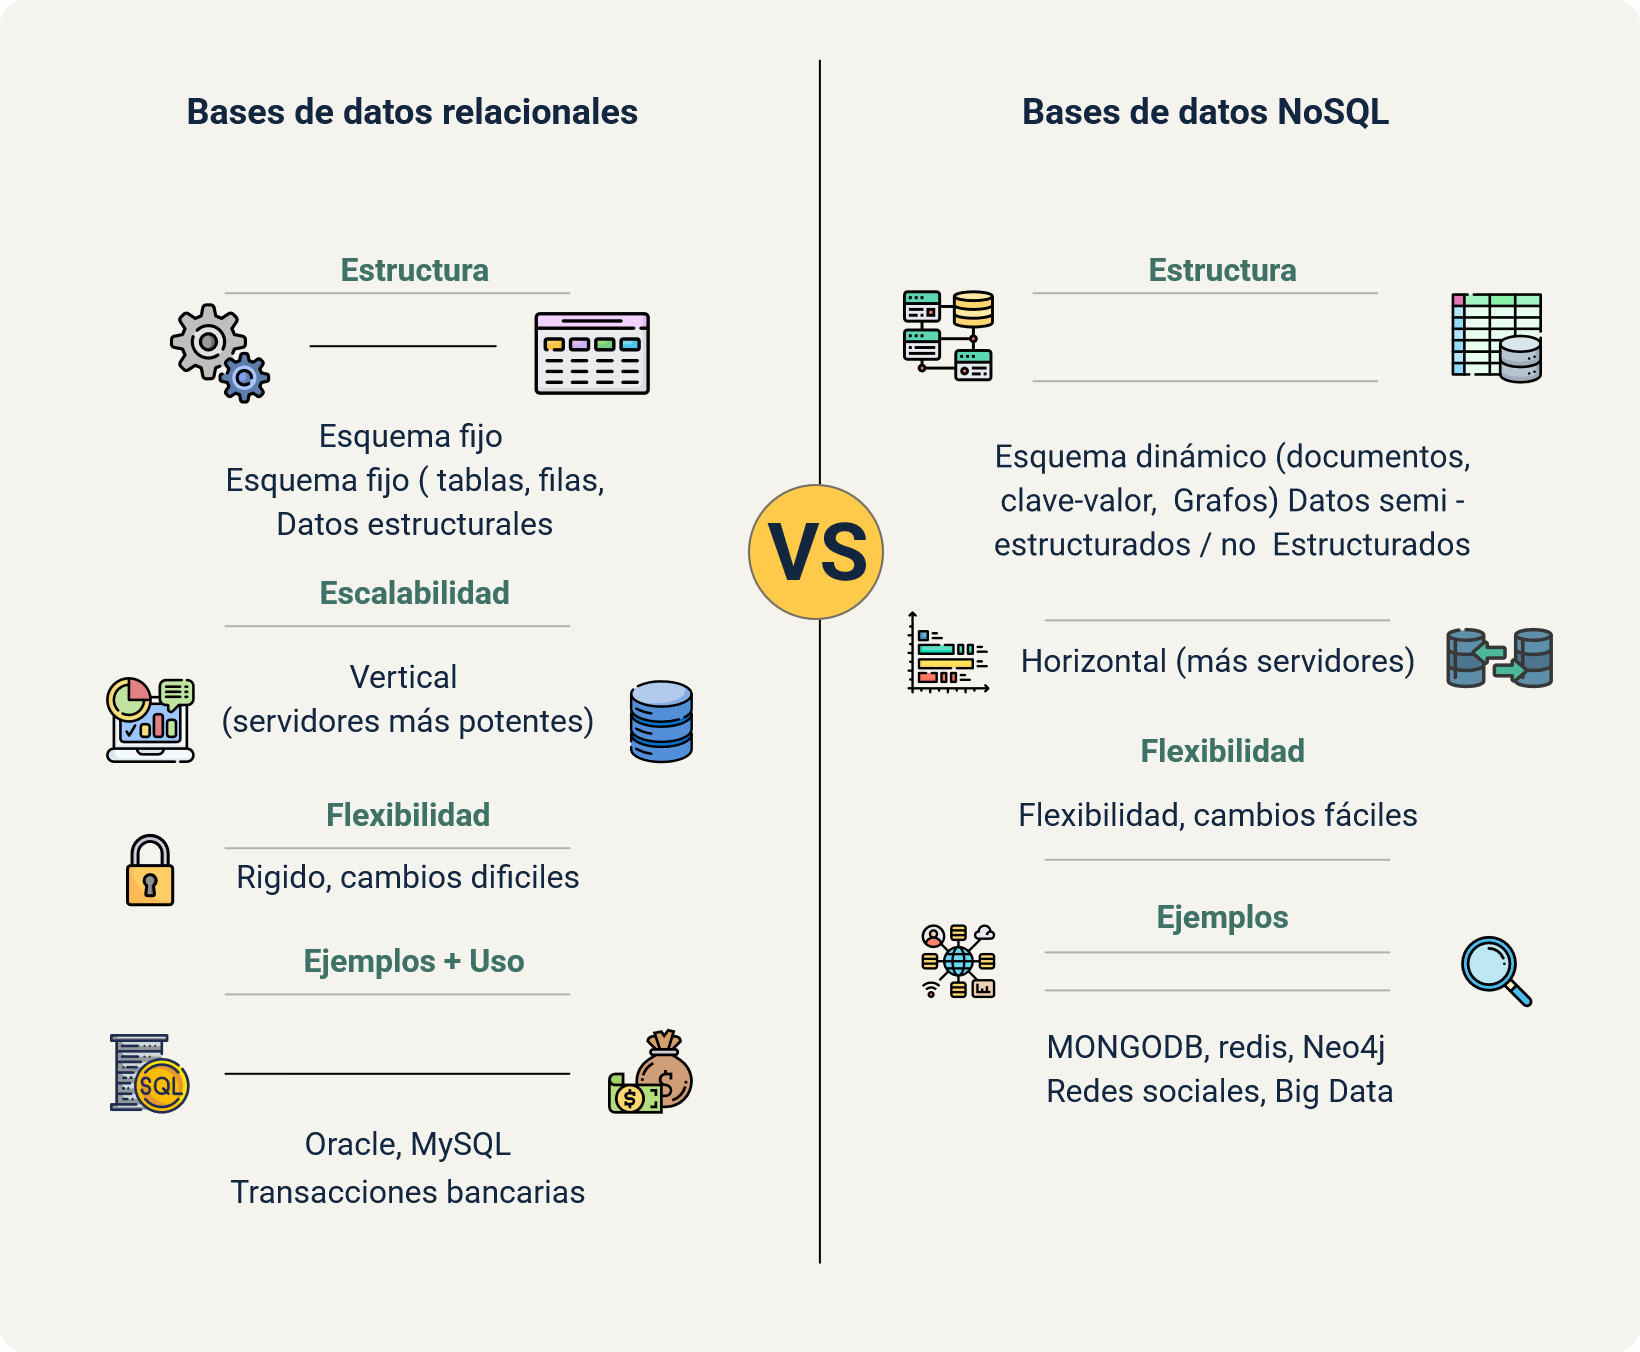 Bases de datos relacionales
Estructura
Esquema fijo
Esquema fijo ( tablas, filas,
Datos estructurales
Escalabilidad
Vertical
(servidores más potentes)
Flexibilidad
Rigido, cambios dificiles
Ejemplos + Uso
SQL
Oracle, MySQL
Transacciones bancarias
VS
Bases de datos NoSQL
Estructura
Esquema dinámico (documentos,
clave-valor,  Grafos) Datos semi -
estructurados / no  Estructurados
Horizontal (más servidores)
Flexibilidad
Flexibilidad, cambios fáciles
Ejemplos
MONGODB, redis, Neo4j
Redes sociales, Big Data